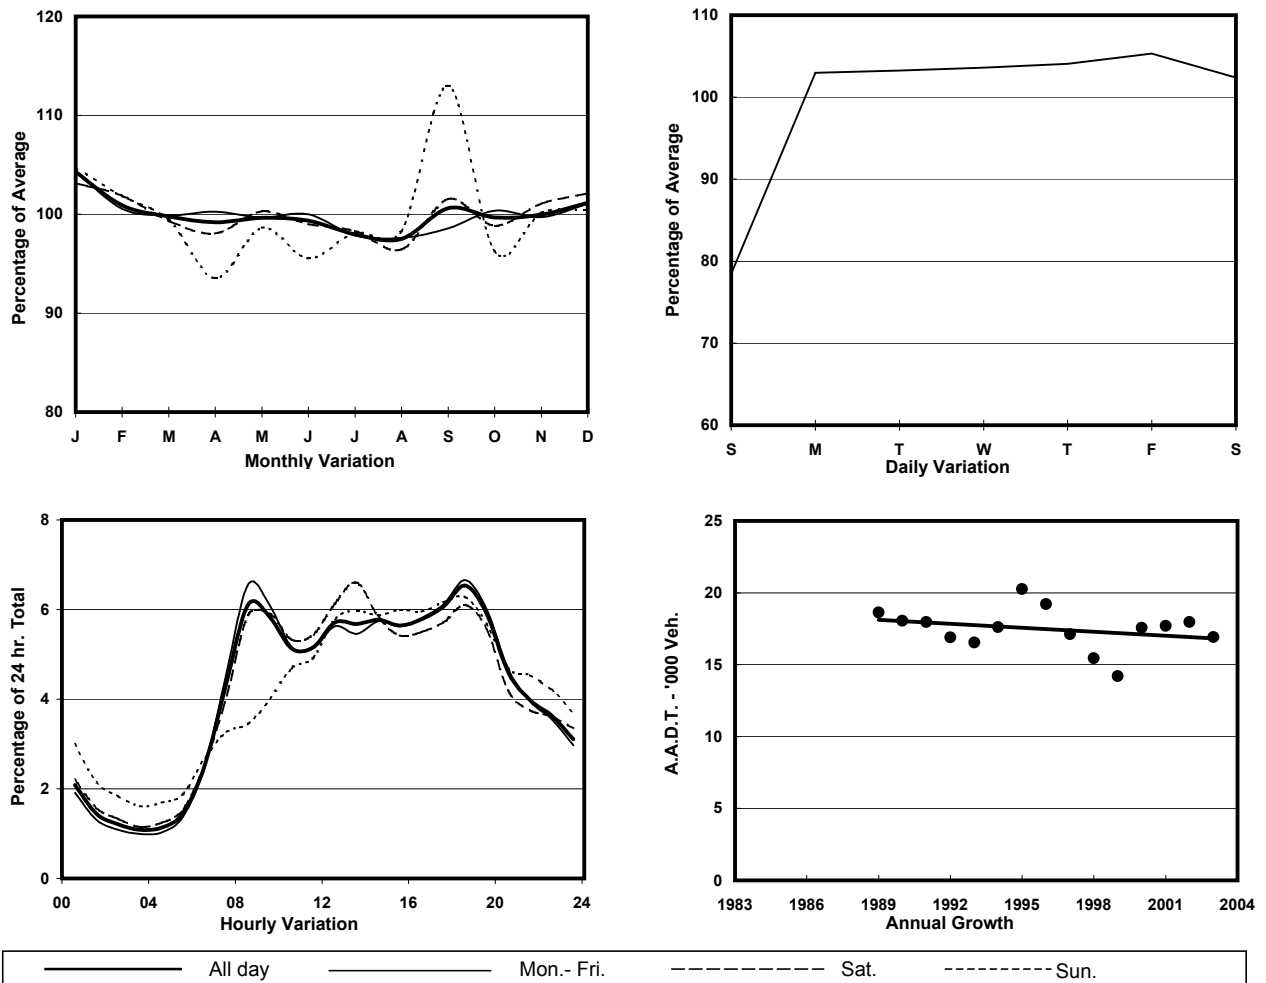 120
110
100
90
80
Percentage of Average
J F M A M J J A S O N D
Monthly Variation
110
100
90
80
70
60
Percentage of Average
S M T W T F S
Daily Variation
8
6
4
2
0
Percentage of 24 hr. Total
00 04 08 12 16 20 24
Hourly Variation
25
20
15
10
5
0
A.A.D.T. - '000 Veh.
1983 1986 1989 1992 1995 1998 2001 2004
Annual Growth
All day Mon.- Fri. Sat. Sun.